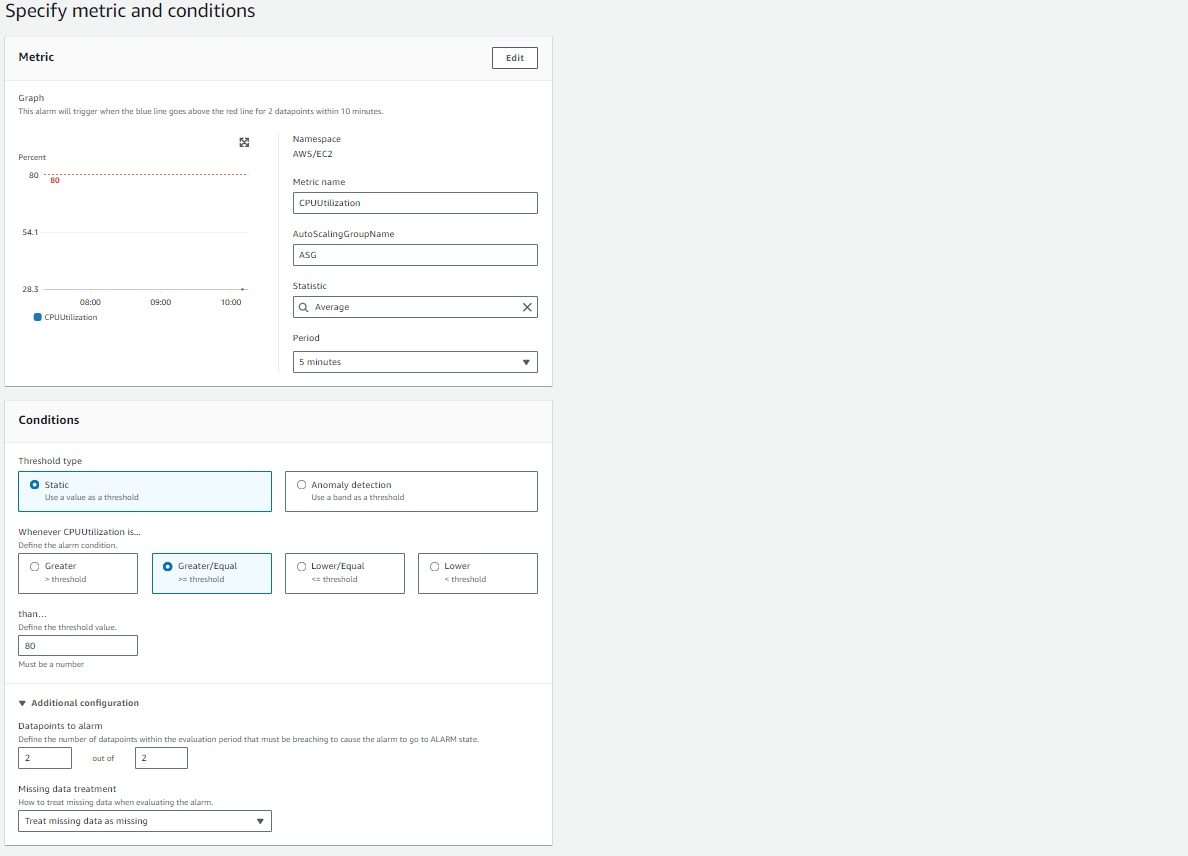 Specify metric and conditions
Metric
Edit
Graph
This alarm will trigger when the blue line goes above the red line for 2 datapoints within 10 minutes.
Percent
80
80
54.1
28.3
08:00 09:00 10:00
CPUUtilization
Namespace
AWS/EC2
Metric name
CPUUtilization
AutoScalingGroupName
ASG
Statistic
Average
Period
5 minutes
Conditions
Threshold type
Static
Use a value as a threshold
Anomaly detection
Use a band as a threshold
Whenever CPUUtilization is...
Define the alarm condition.
Greater
> threshold
Greater/Equal
>= threshold
Lower/Equal
<= threshold
Lower
< threshold
than...
Define the threshold value.
80
Must be a number
Additional configuration
Datapoints to alarm
Define the number of datapoints within the evaluation period that must be breaching to cause the alarm to go to ALARM state.
2 out of 2
Missing data treatment
How to treat missing data when evaluating the alarm.
Treat missing data as missing